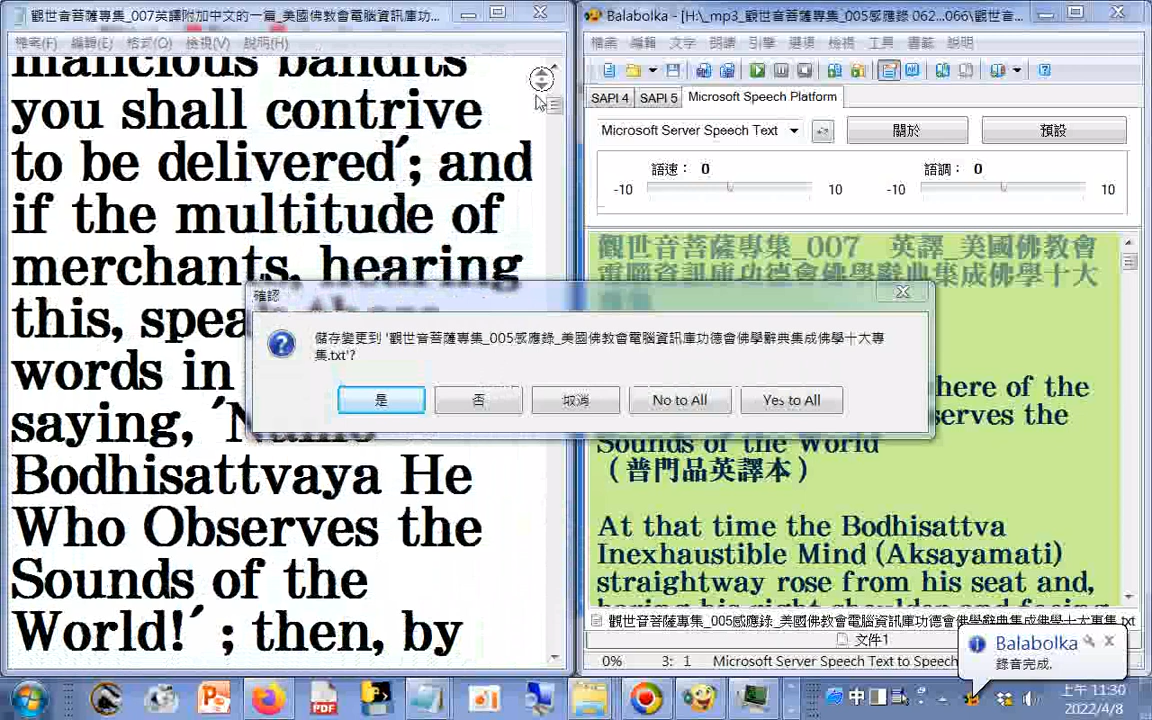 觀世音菩薩專集_007英譯附加中文的一篇_美國佛教會電腦資訊庫功...
檔案(F) 編輯(E) 格式(O) 檢視(V) 說明(H)
malicious bandits
you shall contrive
to be delivered´; and
if the multitude of
merchants, hearing
this, speak these
words in
saying, ´Namo
Bodhisattvaya He
Who Observes the
Sounds of the
World!´ ; then, by
Balabolka - [H:\_mp3_觀世音菩薩專集_005感應錄 062...066\觀世音...
檔案 編輯 文字 朗讀 引擎 選項 檢視 工具 書籤 說明
SAPI 4 SAPI 5 Microsoft Speech Platform
Microsoft Server Speech Text 關於 預設
語速： 0 語調： 0
-10 10 -10 10
觀世音菩薩專集_007 英譯_美國佛教會
電腦資訊庫功德會佛學辭典集成佛學十大
確認
儲存變更到 '觀世音菩薩專集_005感應錄_美國佛教會電腦資訊庫功德會佛學辭典集成佛學十大專
集.txt'?
是 否 取消 No to All Yes to All
here of the
serves the
Sounds of the World
（普門品英譯本）
At that time the Bodhisattva
Inexhaustible Mind (Aksayamati)
straightway rose from his seat and,
baring his right shoulder and facing
觀世音菩薩專集_005感應錄_美國佛教會電腦資訊庫功德會佛學辭典集成佛學十大專集.txt
文件1
0% 3: 1 Microsoft Server Speech Text to Speech
Balabolka
錄音完成.
中
上午 11:30
2022/4/8